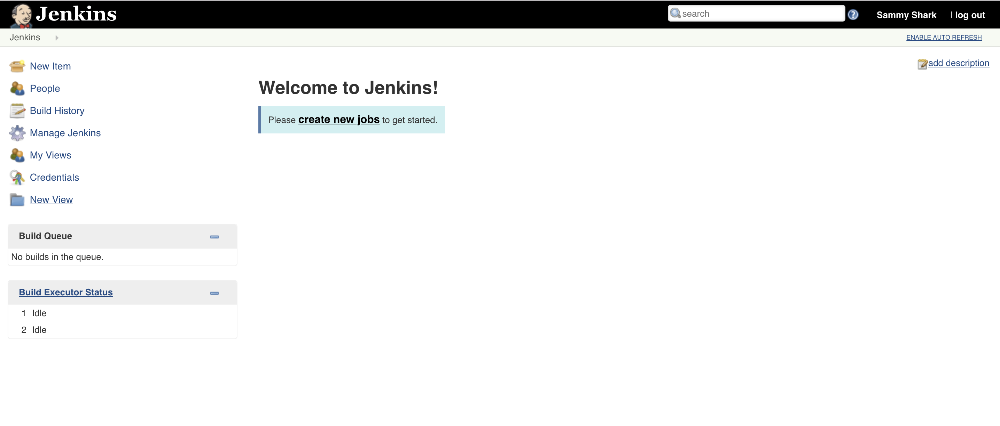 Jenkins
search
Sammy Shark | log out
Jenkins
ENABLE AUTO REFRESH
New Item
People
Build History
Manage Jenkins
My Views
Credentials
New View
Build Queue
No builds in the queue.
Build Executor Status
1 Idle
2 Idle
add description
Welcome to Jenkins!
Please create new jobs to get started.